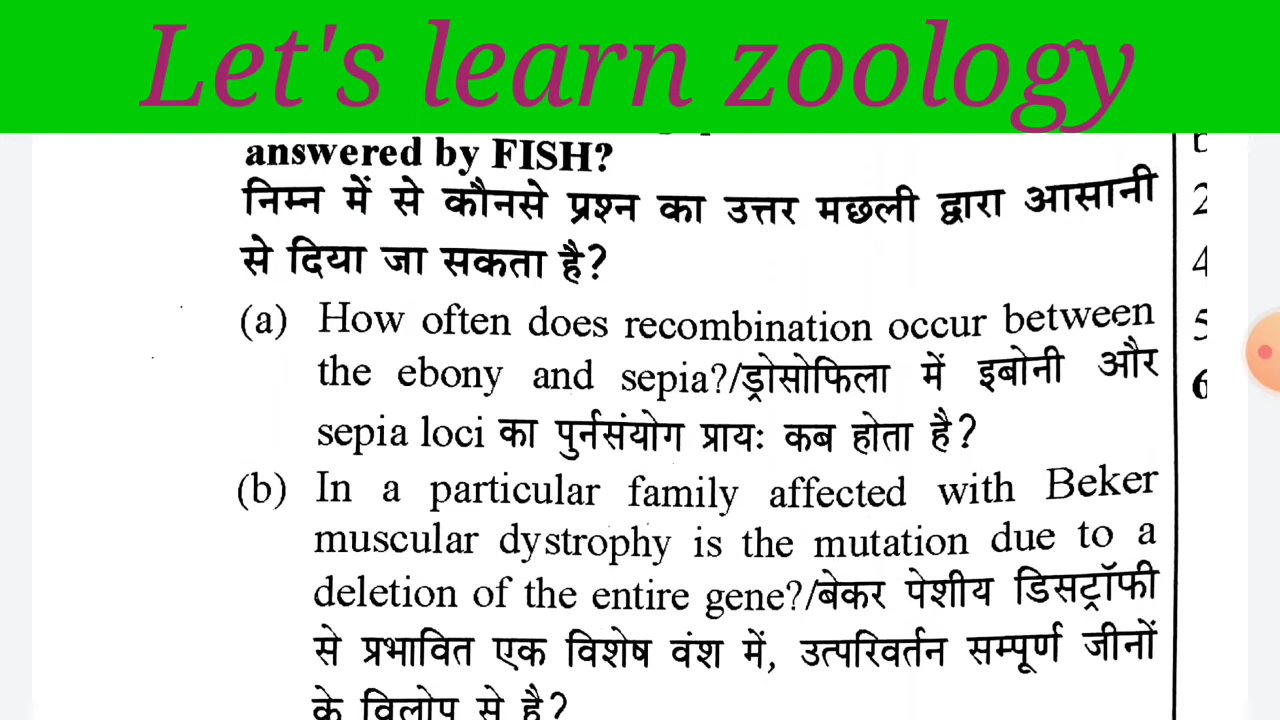 Let's learn zoology
answered by FISH?
निम्न में से कौनसे प्रश्न का उत्तर मछली द्वारा आसानी
से दिया जा सकता है?
(a) How often does recombination occur between
the ebony and sepia?/ड्रोसोफिला में इबोनी और
sepia loci का पुर्नसंयोग प्रायः कब होता है?
(b) In a particular family affected with Beker
muscular dystrophy is the mutation due to a
deletion of the entire gene?/बेकर पेशीय डिसट्रॉफी
से प्रभावित एक विशेष वंश में, उत्परिवर्तन सम्पूर्ण जीनों
के विलोप से है?
2
4
5
6